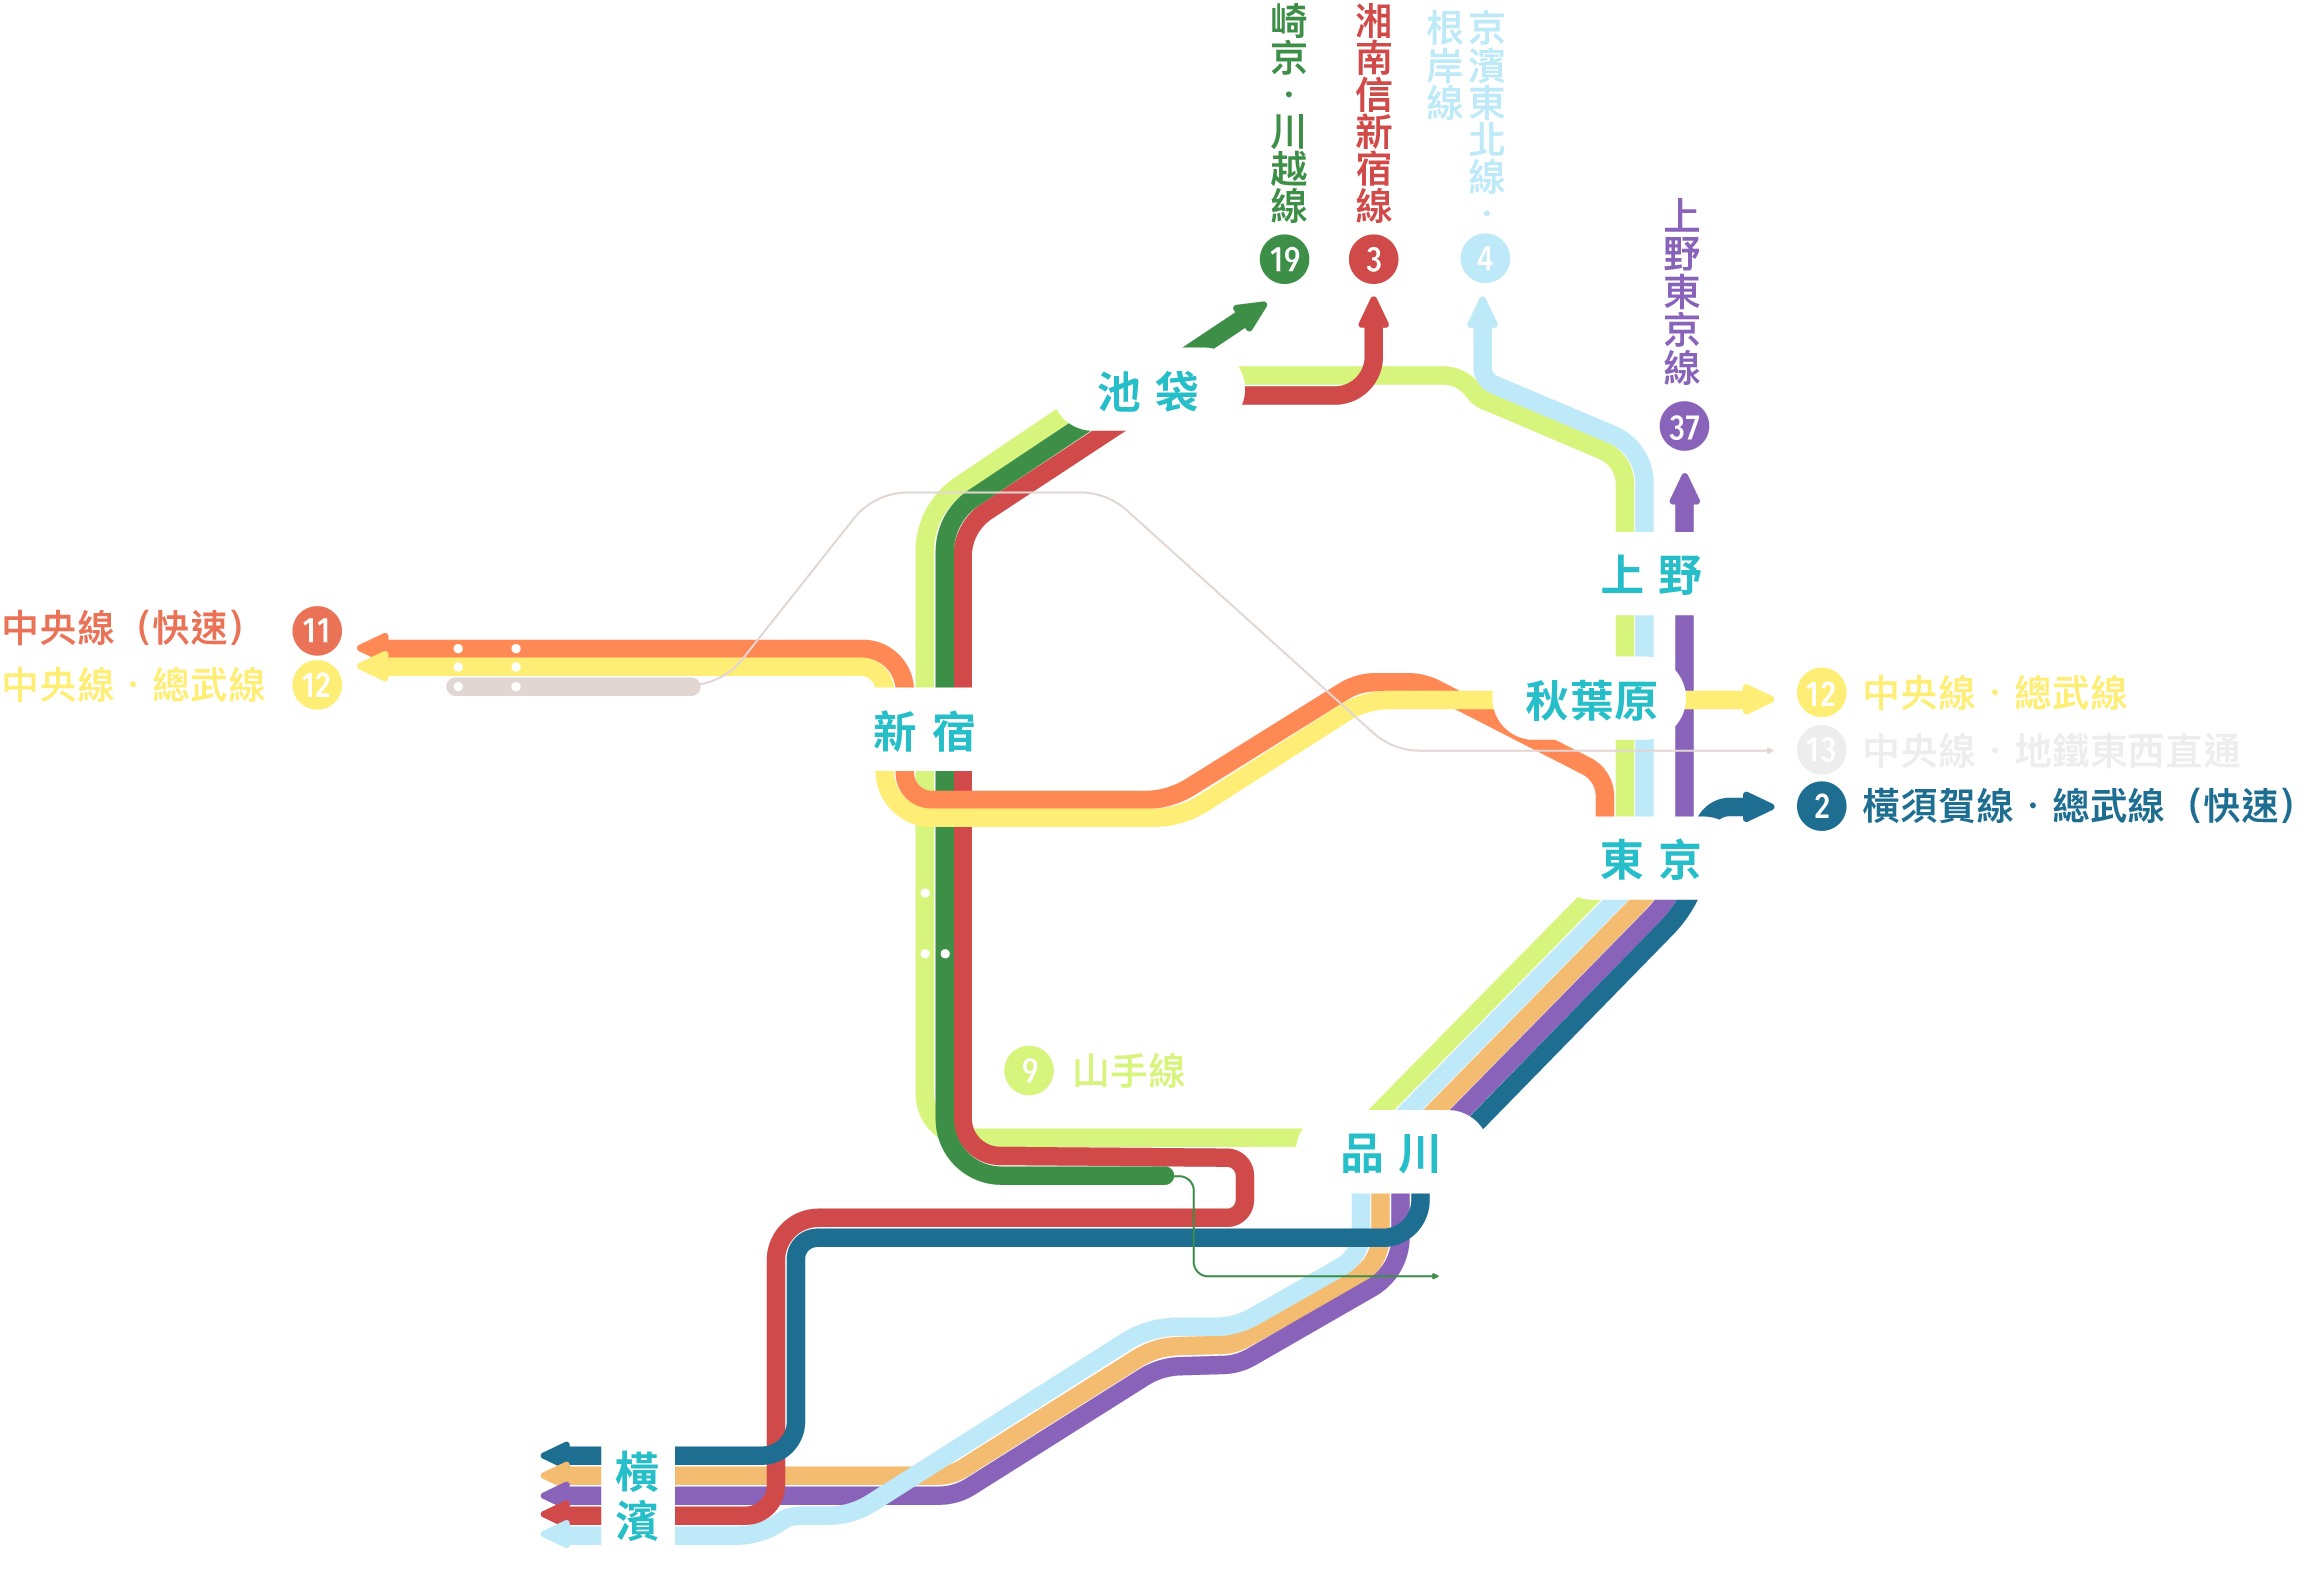 崎京·川越線
19
湘南信新宿線
3
京濱東北線·
根岸線
4
上野東京線
37
池袋
上野
中央線（快速） 11
中央線·總武線 12
新宿
秋葉原
12 中央線·總武線
13 中央線·地鐵東西直通
2 橫須賀線·總武線（快速）
東京
9 山手線
品川
橫濱